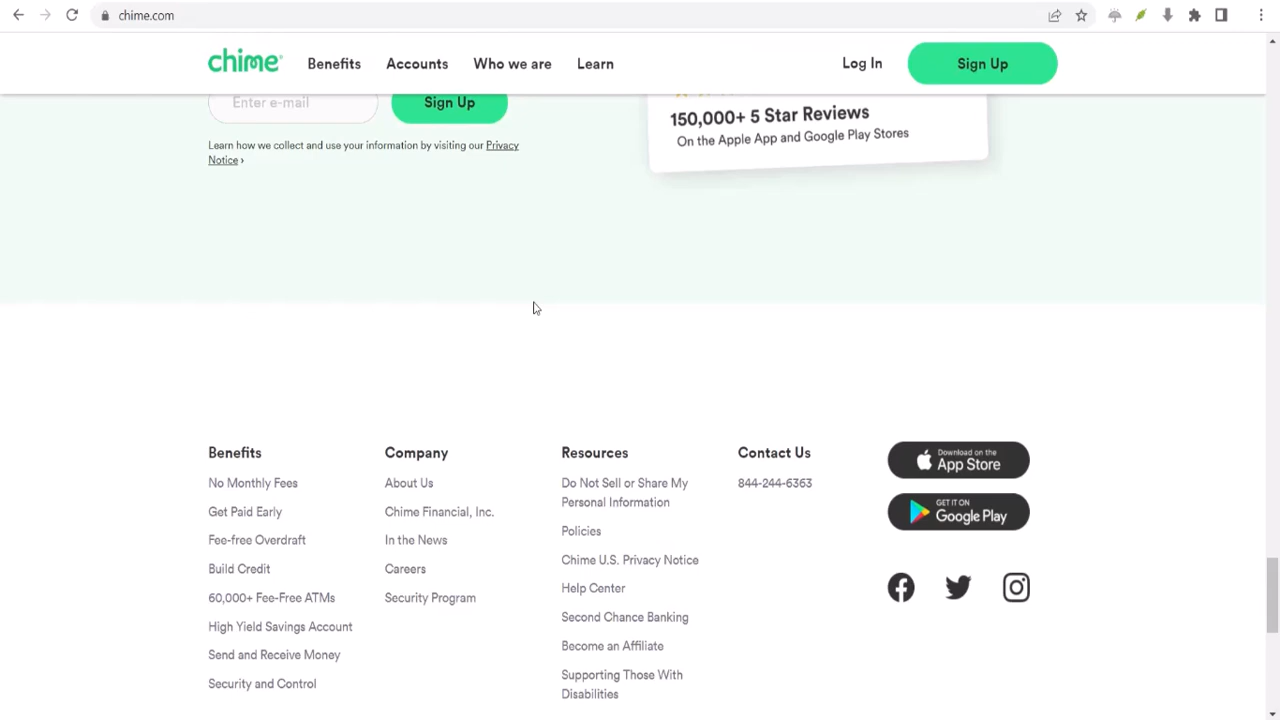 chime.com
chime
Benefits
Accounts
Who we are
Learn
Log In
Sign Up
Enter e-mail
Sign Up
Learn how we collect and use your information by visiting our Privacy
Notice ›
150,000+ 5 Star Reviews
On the Apple App and Google Play Stores
Benefits
No Monthly Fees
Get Paid Early
Fee-free Overdraft
Build Credit
60,000+ Fee-Free ATMs
High Yield Savings Account
Send and Receive Money
Security and Control
Company
About Us
Chime Financial, Inc.
In the News
Careers
Security Program
Resources
Do Not Sell or Share My
Personal Information
Policies
Chime U.S. Privacy Notice
Help Center
Second Chance Banking
Become an Affiliate
Supporting Those With
Disabilities
Contact Us
844-244-6363
Download on the
App Store
GET IT ON
Google Play